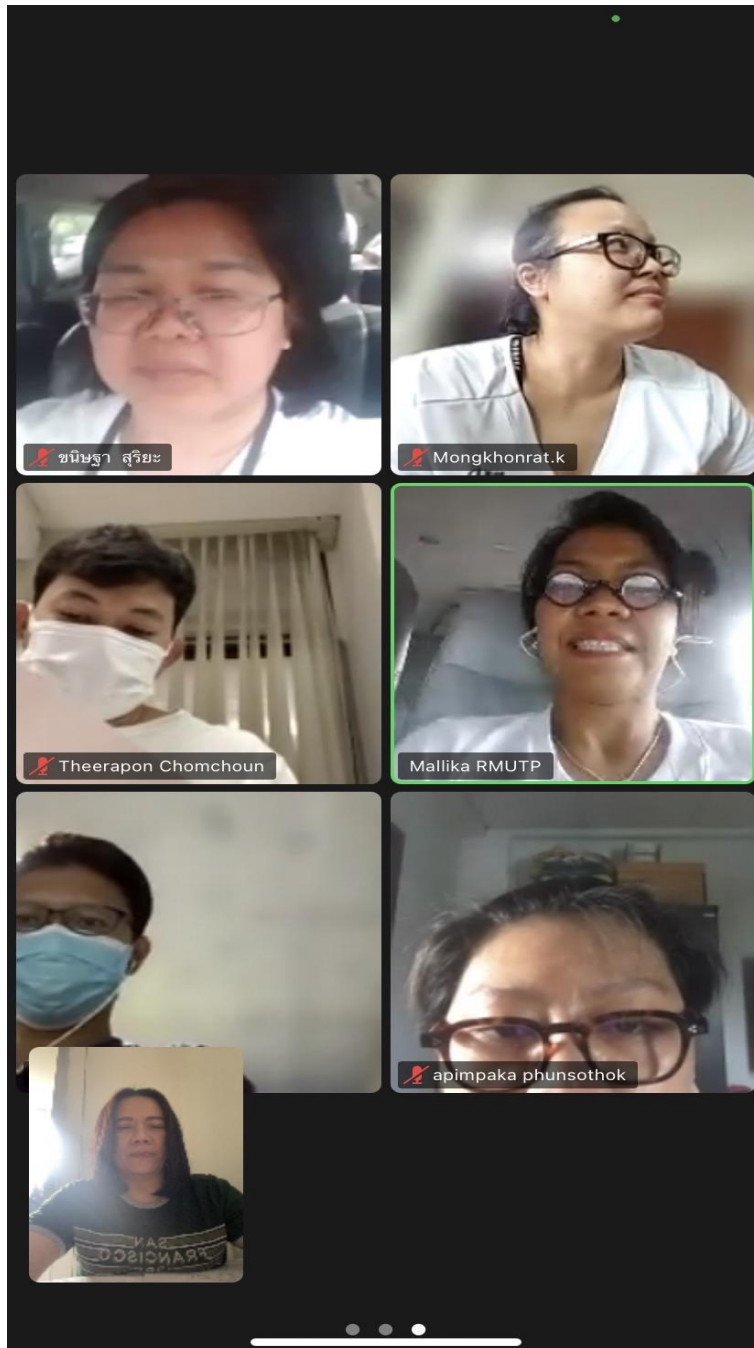 ขนิษฐา สุริยะ
Mongkhonrat.k
Theerapon Chomchoun
Mallika RMUTP
apimpaka phunsothok
SAN
FRANCISCO